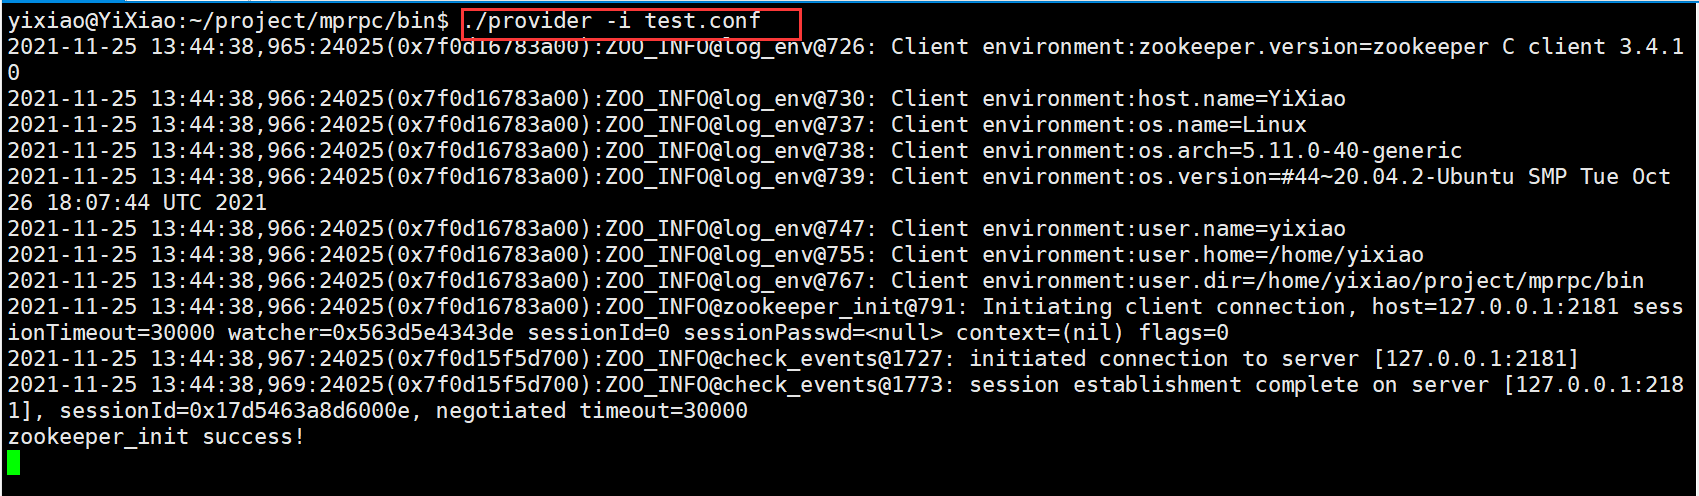 yixiao@YiXiao:~/project/mprpc/bin$ ./provider -i test.conf
2021-11-25 13:44:38,965:24025(0x7f0d16783a00):ZOO_INFO@log_env@726: Client environment:zookeeper.version=zookeeper C client 3.4.1
0
2021-11-25 13:44:38,966:24025(0x7f0d16783a00):ZOO_INFO@log_env@730: Client environment:host.name=YiXiao
2021-11-25 13:44:38,966:24025(0x7f0d16783a00):ZOO_INFO@log_env@737: Client environment:os.name=Linux
2021-11-25 13:44:38,966:24025(0x7f0d16783a00):ZOO_INFO@log_env@738: Client environment:os.arch=5.11.0-40-generic
2021-11-25 13:44:38,966:24025(0x7f0d16783a00):ZOO_INFO@log_env@739: Client environment:os.version=#44~20.04.2-Ubuntu SMP Tue Oct
26 18:07:44 UTC 2021
2021-11-25 13:44:38,966:24025(0x7f0d16783a00):ZOO_INFO@log_env@747: Client environment:user.name=yixiao
2021-11-25 13:44:38,966:24025(0x7f0d16783a00):ZOO_INFO@log_env@755: Client environment:user.home=/home/yixiao
2021-11-25 13:44:38,966:24025(0x7f0d16783a00):ZOO_INFO@log_env@767: Client environment:user.dir=/home/yixiao/project/mprpc/bin
2021-11-25 13:44:38,966:24025(0x7f0d16783a00):ZOO_INFO@zookeeper_init@791: Initiating client connection, host=127.0.0.1:2181 sess
ionTimeout=30000 watcher=0x563d5e4343de sessionId=0 sessionPasswd=<null> context=(nil) flags=0
2021-11-25 13:44:38,967:24025(0x7f0d15f5d700):ZOO_INFO@check_events@1727: initiated connection to server [127.0.0.1:2181]
2021-11-25 13:44:38,969:24025(0x7f0d15f5d700):ZOO_INFO@check_events@1773: session establishment complete on server [127.0.0.1:218
1], sessionId=0x17d5463a8d6000e, negotiated timeout=30000
zookeeper_init success!